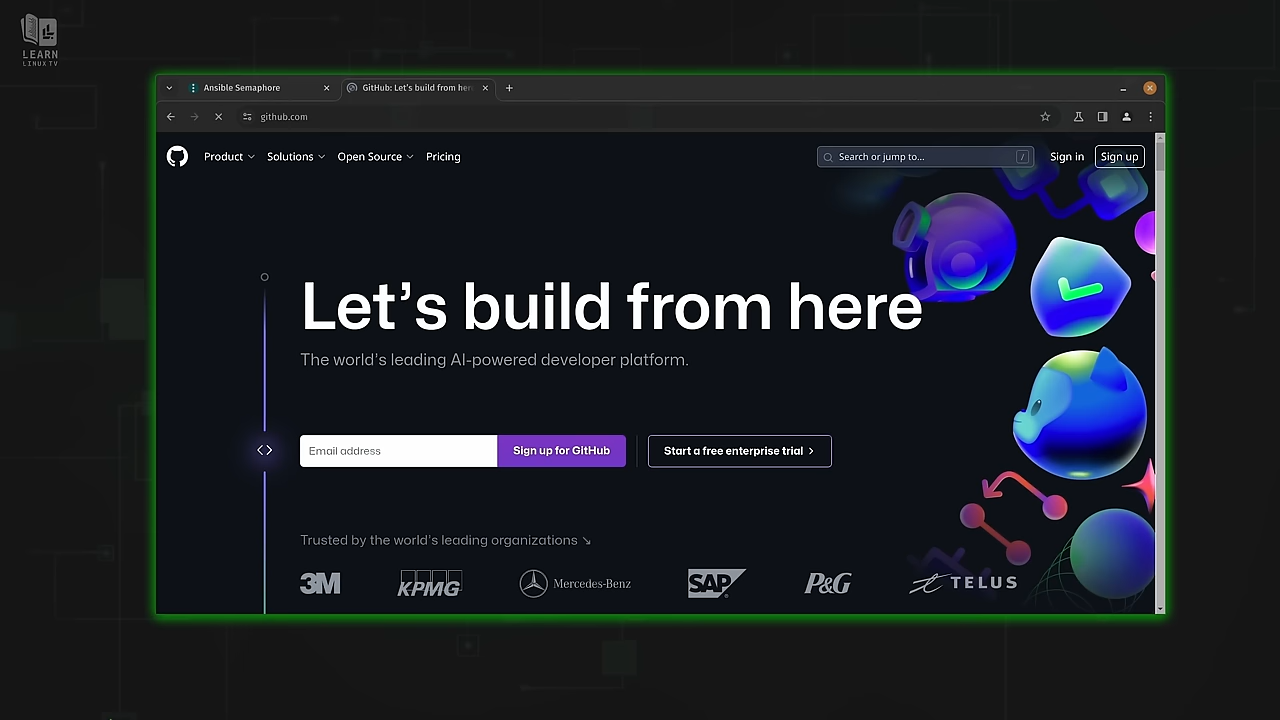 LEARN
LINUX TV
Ansible Semaphore
GitHub: Let's build from here
github.com
Product
Solutions
Open Source
Pricing
Search or jump to...
/
Sign in
Sign up
Let's build from here
The world's leading AI-powered developer platform.
Email address
Sign up for GitHub
Start a free enterprise trial
Trusted by the world's leading organizations ↘
3M
KPMG
Mercedes-Benz
SAP
P&G
TELUS